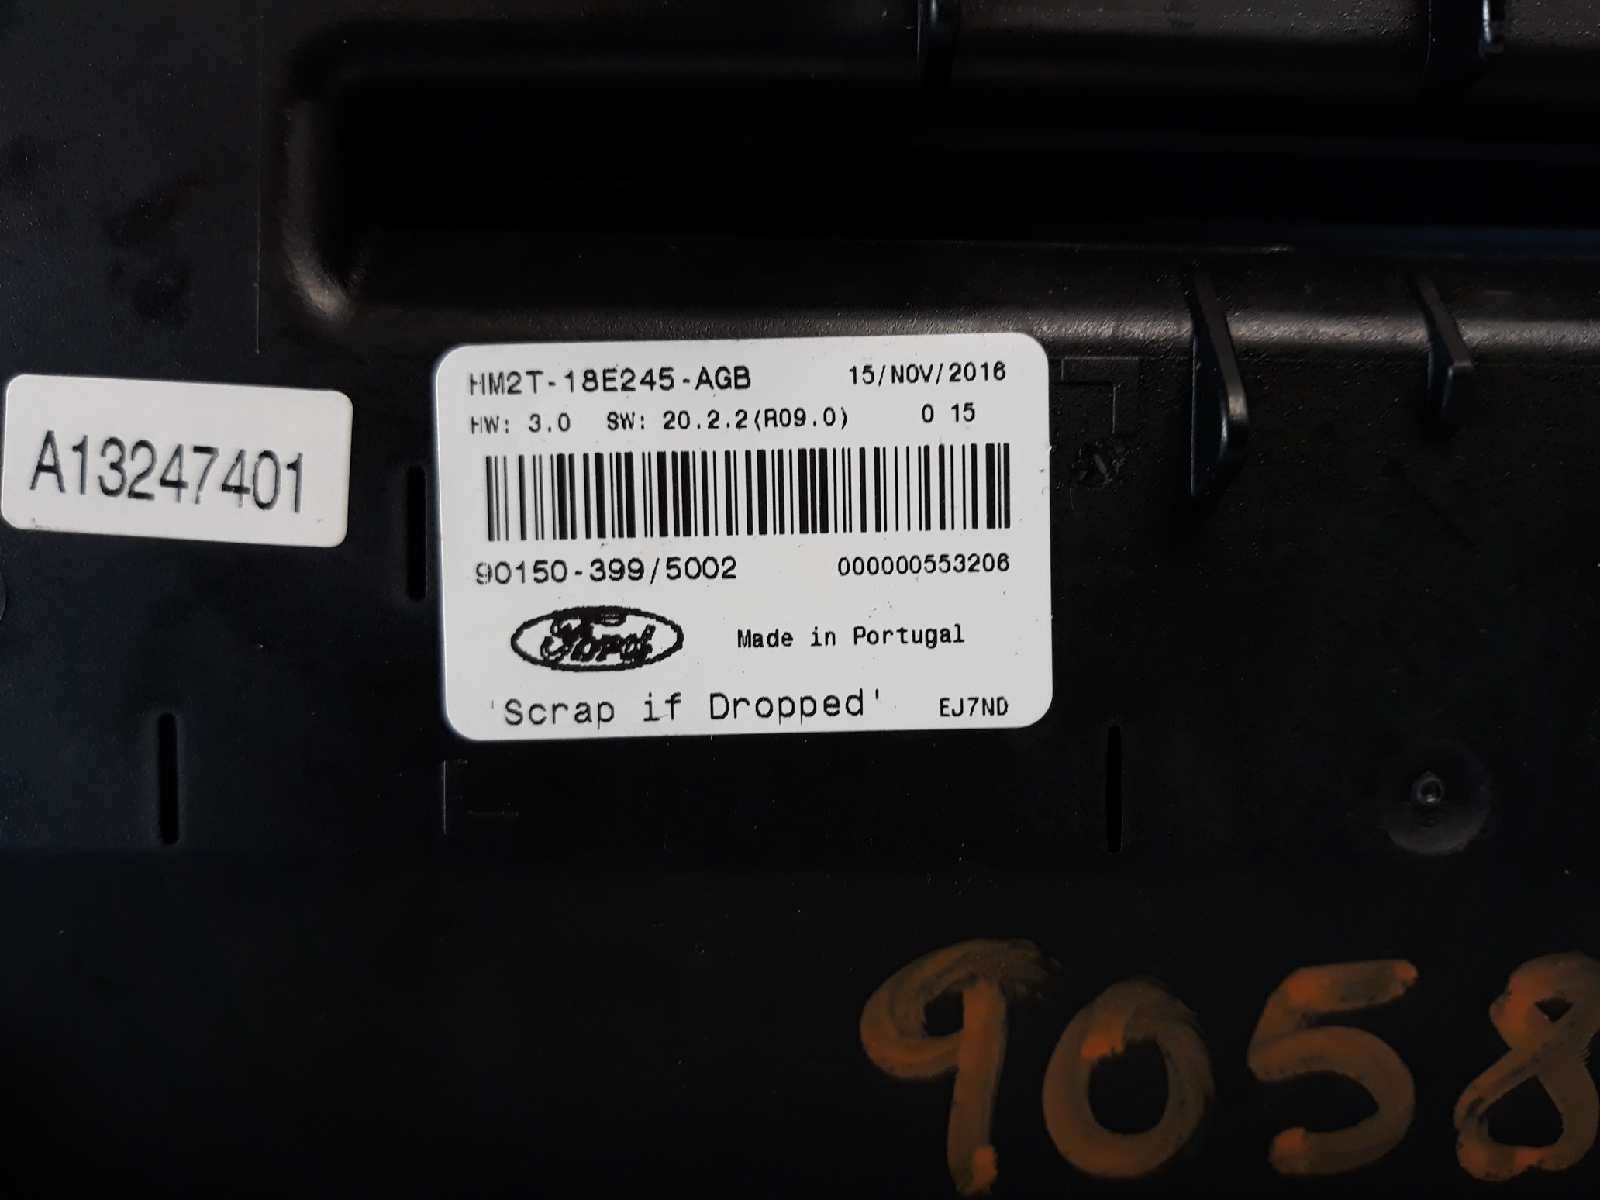 HM2T-18E245-AGB 15/NOV/2016
HW: 3.0 SW: 20.2.2(R09.0) 0 15
A13247401
90150-399/5002 000000553206
Ford Made in Portugal
'Scrap if Dropped' EJ7ND
9058